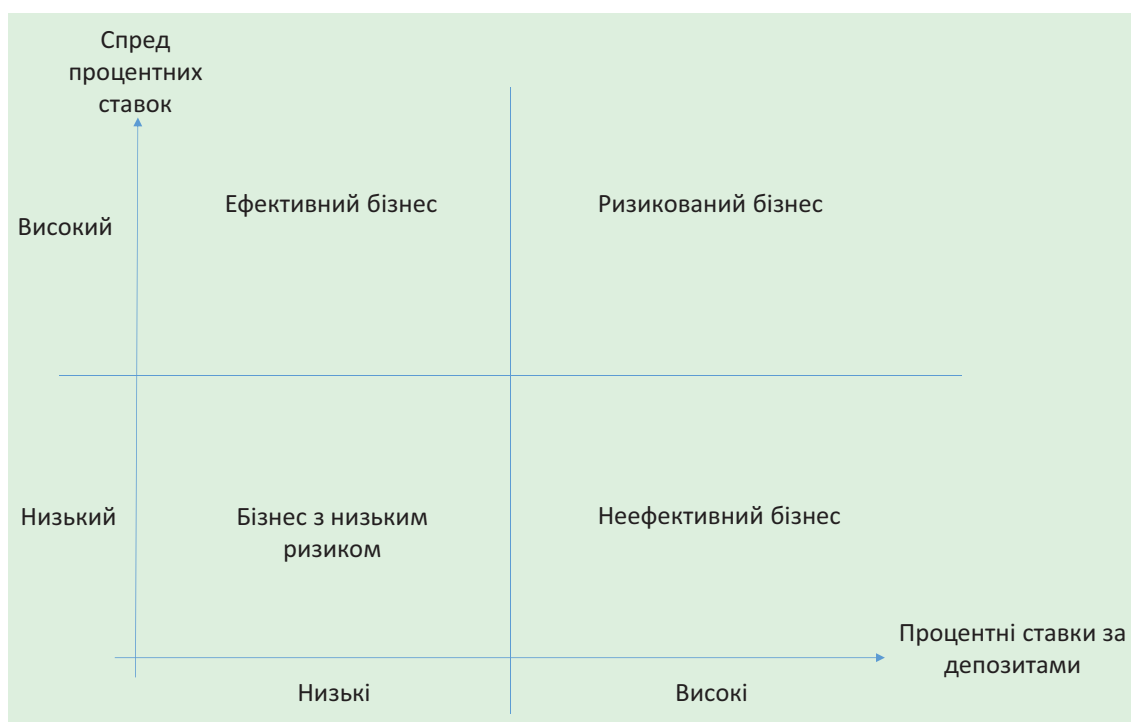 Спред
процентних
ставок
Ефективний бізнес
Ризикований бізнес
Високий
Низький
Бізнес з низьким
ризиком
Неефективний бізнес
Процентні ставки за
депозитами
Низькі
Високі